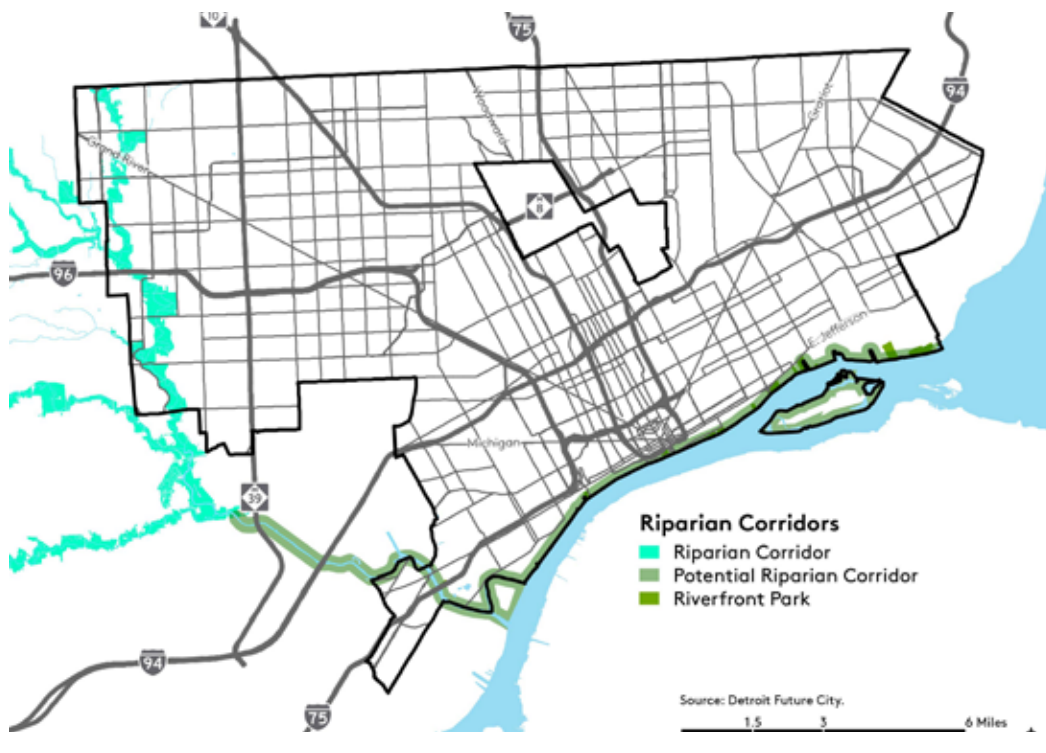 10
75
Woodward
Gratiot
94
Grand River
M
8
96
E. Jefferson
Michigan
M
39
Riparian Corridors
Riparian Corridor
Potential Riparian Corridor
Riverfront Park
94
75
Source: Detroit Future City.
1.5 3 6 Miles